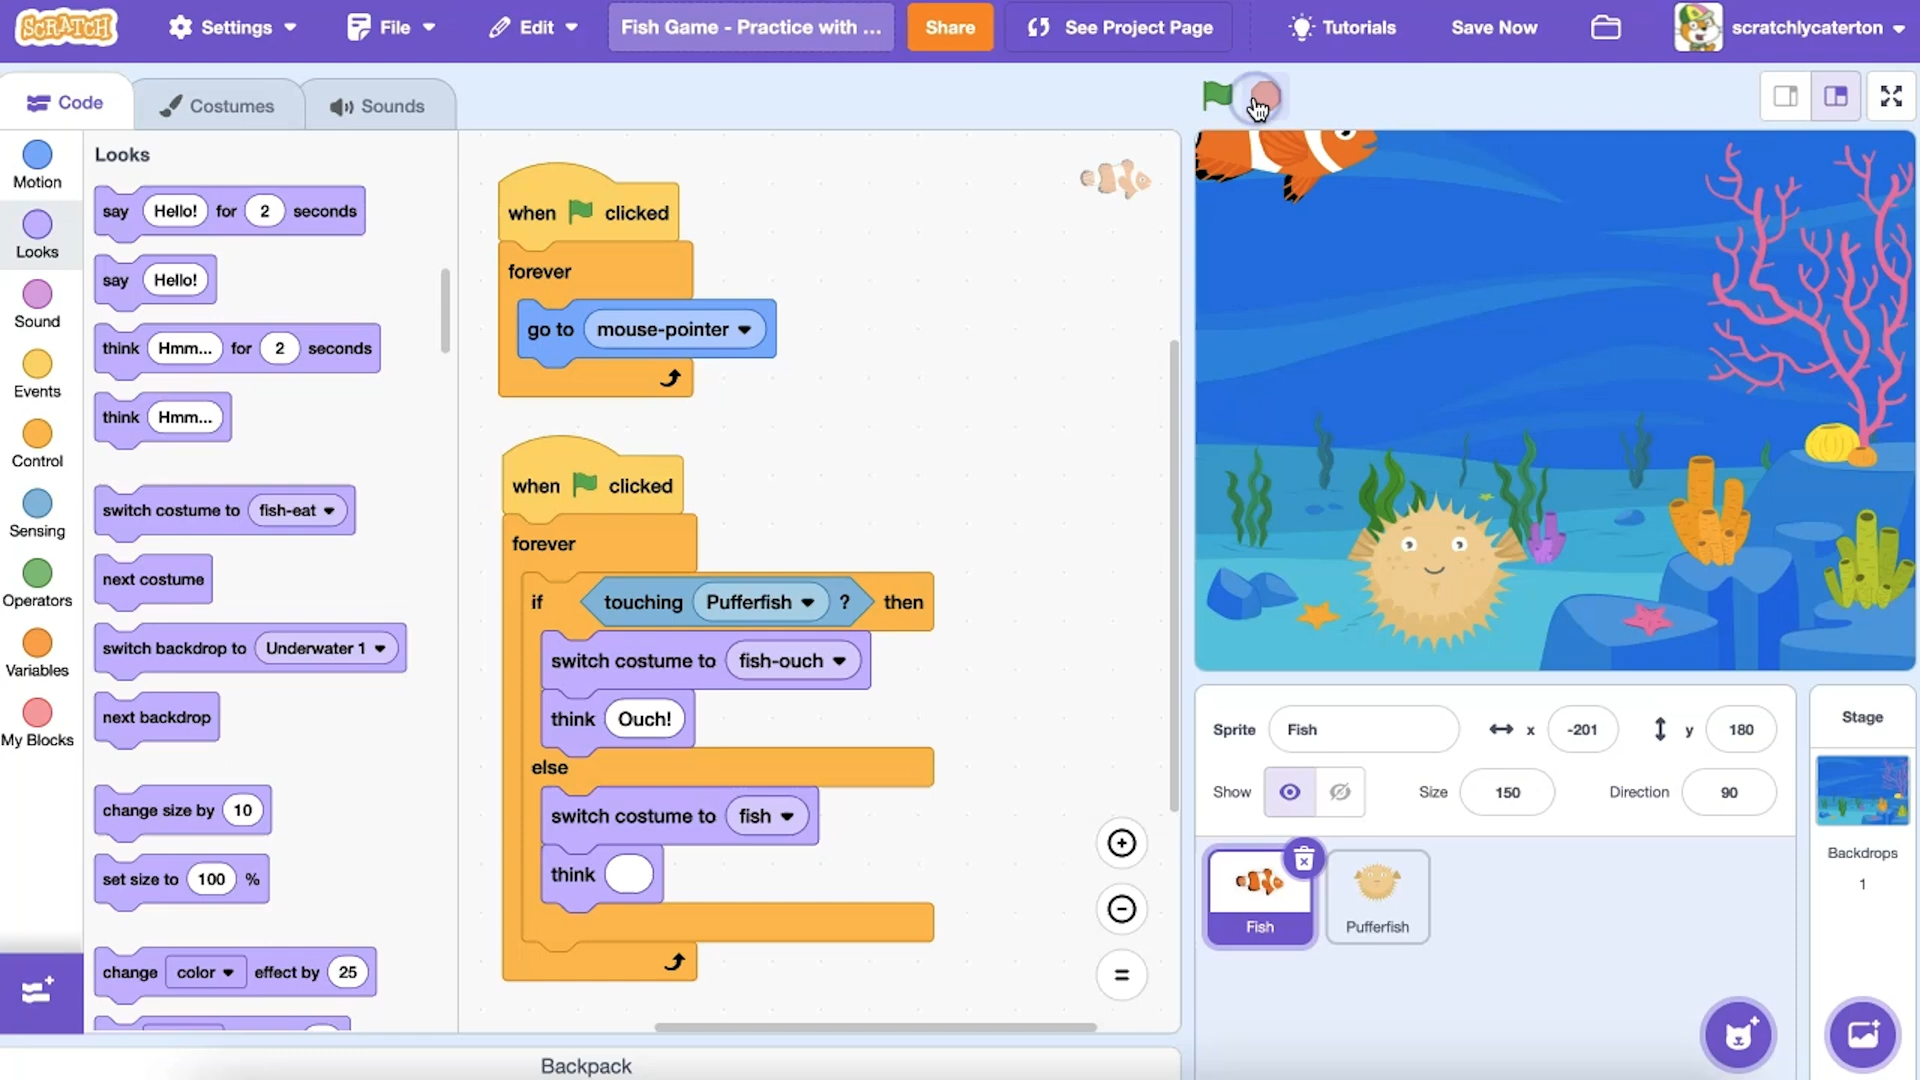 SCRATCH Settings File Edit Fish Game - Practice with ... Share See Project Page Tutorials Save Now scratchlycaterton
Code Costumes Sounds
Motion
Looks
Sound
Events
Control
Sensing
Operators
Variables
My Blocks
Looks
say Hello! for 2 seconds
say Hello!
think Hmm... for 2 seconds
think Hmm...
switch costume to fish-eat
next costume
switch backdrop to Underwater 1
next backdrop
change size by 10
set size to 100 %
change color effect by 25
when clicked
forever
go to mouse-pointer
when clicked
forever
if touching Pufferfish ? then
switch costume to fish-ouch
think Ouch!
else
switch costume to fish
think
=
Backpack
Sprite Fish x -201 y 180
Show Size 150 Direction 90
Fish
Pufferfish
Stage
Backdrops
1